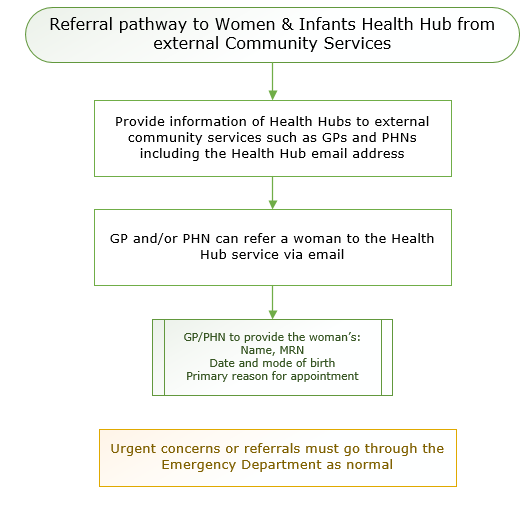 Referral pathway to Women & Infants Health Hub from
external Community Services
Provide information of Health Hubs to external
community services such as GPs and PHNs
including the Health Hub email address
GP and/or PHN can refer a woman to the Health
Hub service via email
GP/PHN to provide the woman's:
Name, MRN
Date and mode of birth
Primary reason for appointment
Urgent concerns or referrals must go through the
Emergency Department as normal